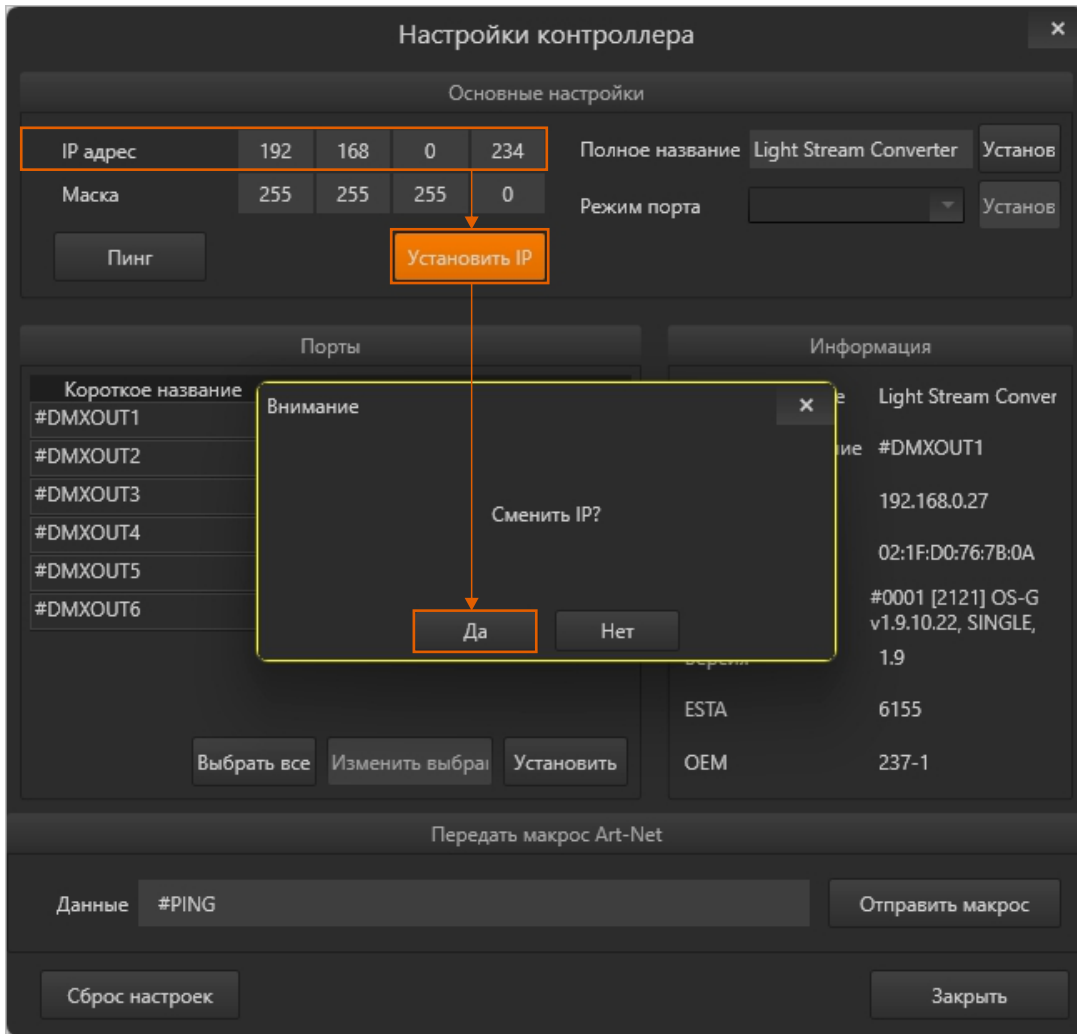 Настройки контроллера
Основные настройки
IP адрес 192 168 0 234 Полное название Light Stream Converter Установ
Маска 255 255 255 0 Режим порта Установ
Пинг Установить IP
Порты Информация
Короткое название
Light Stream Conver
#DMXOUT1
#DMXOUT1
#DMXOUT2
#DMXOUT3
192.168.0.27
#DMXOUT4
02:1F:D0:76:7B:0A
#DMXOUT5
#DMXOUT6
#0001 [2121] OS-G
v1.9.10.22, SINGLE,
1.9
Внимание
Сменить IP?
Да Нет
ESTA 6155
Выбрать все Изменить выбра Установить OEM 237-1
Передать макрос Art-Net
Данные #PING Отправить макрос
Сброс настроек Закрыть